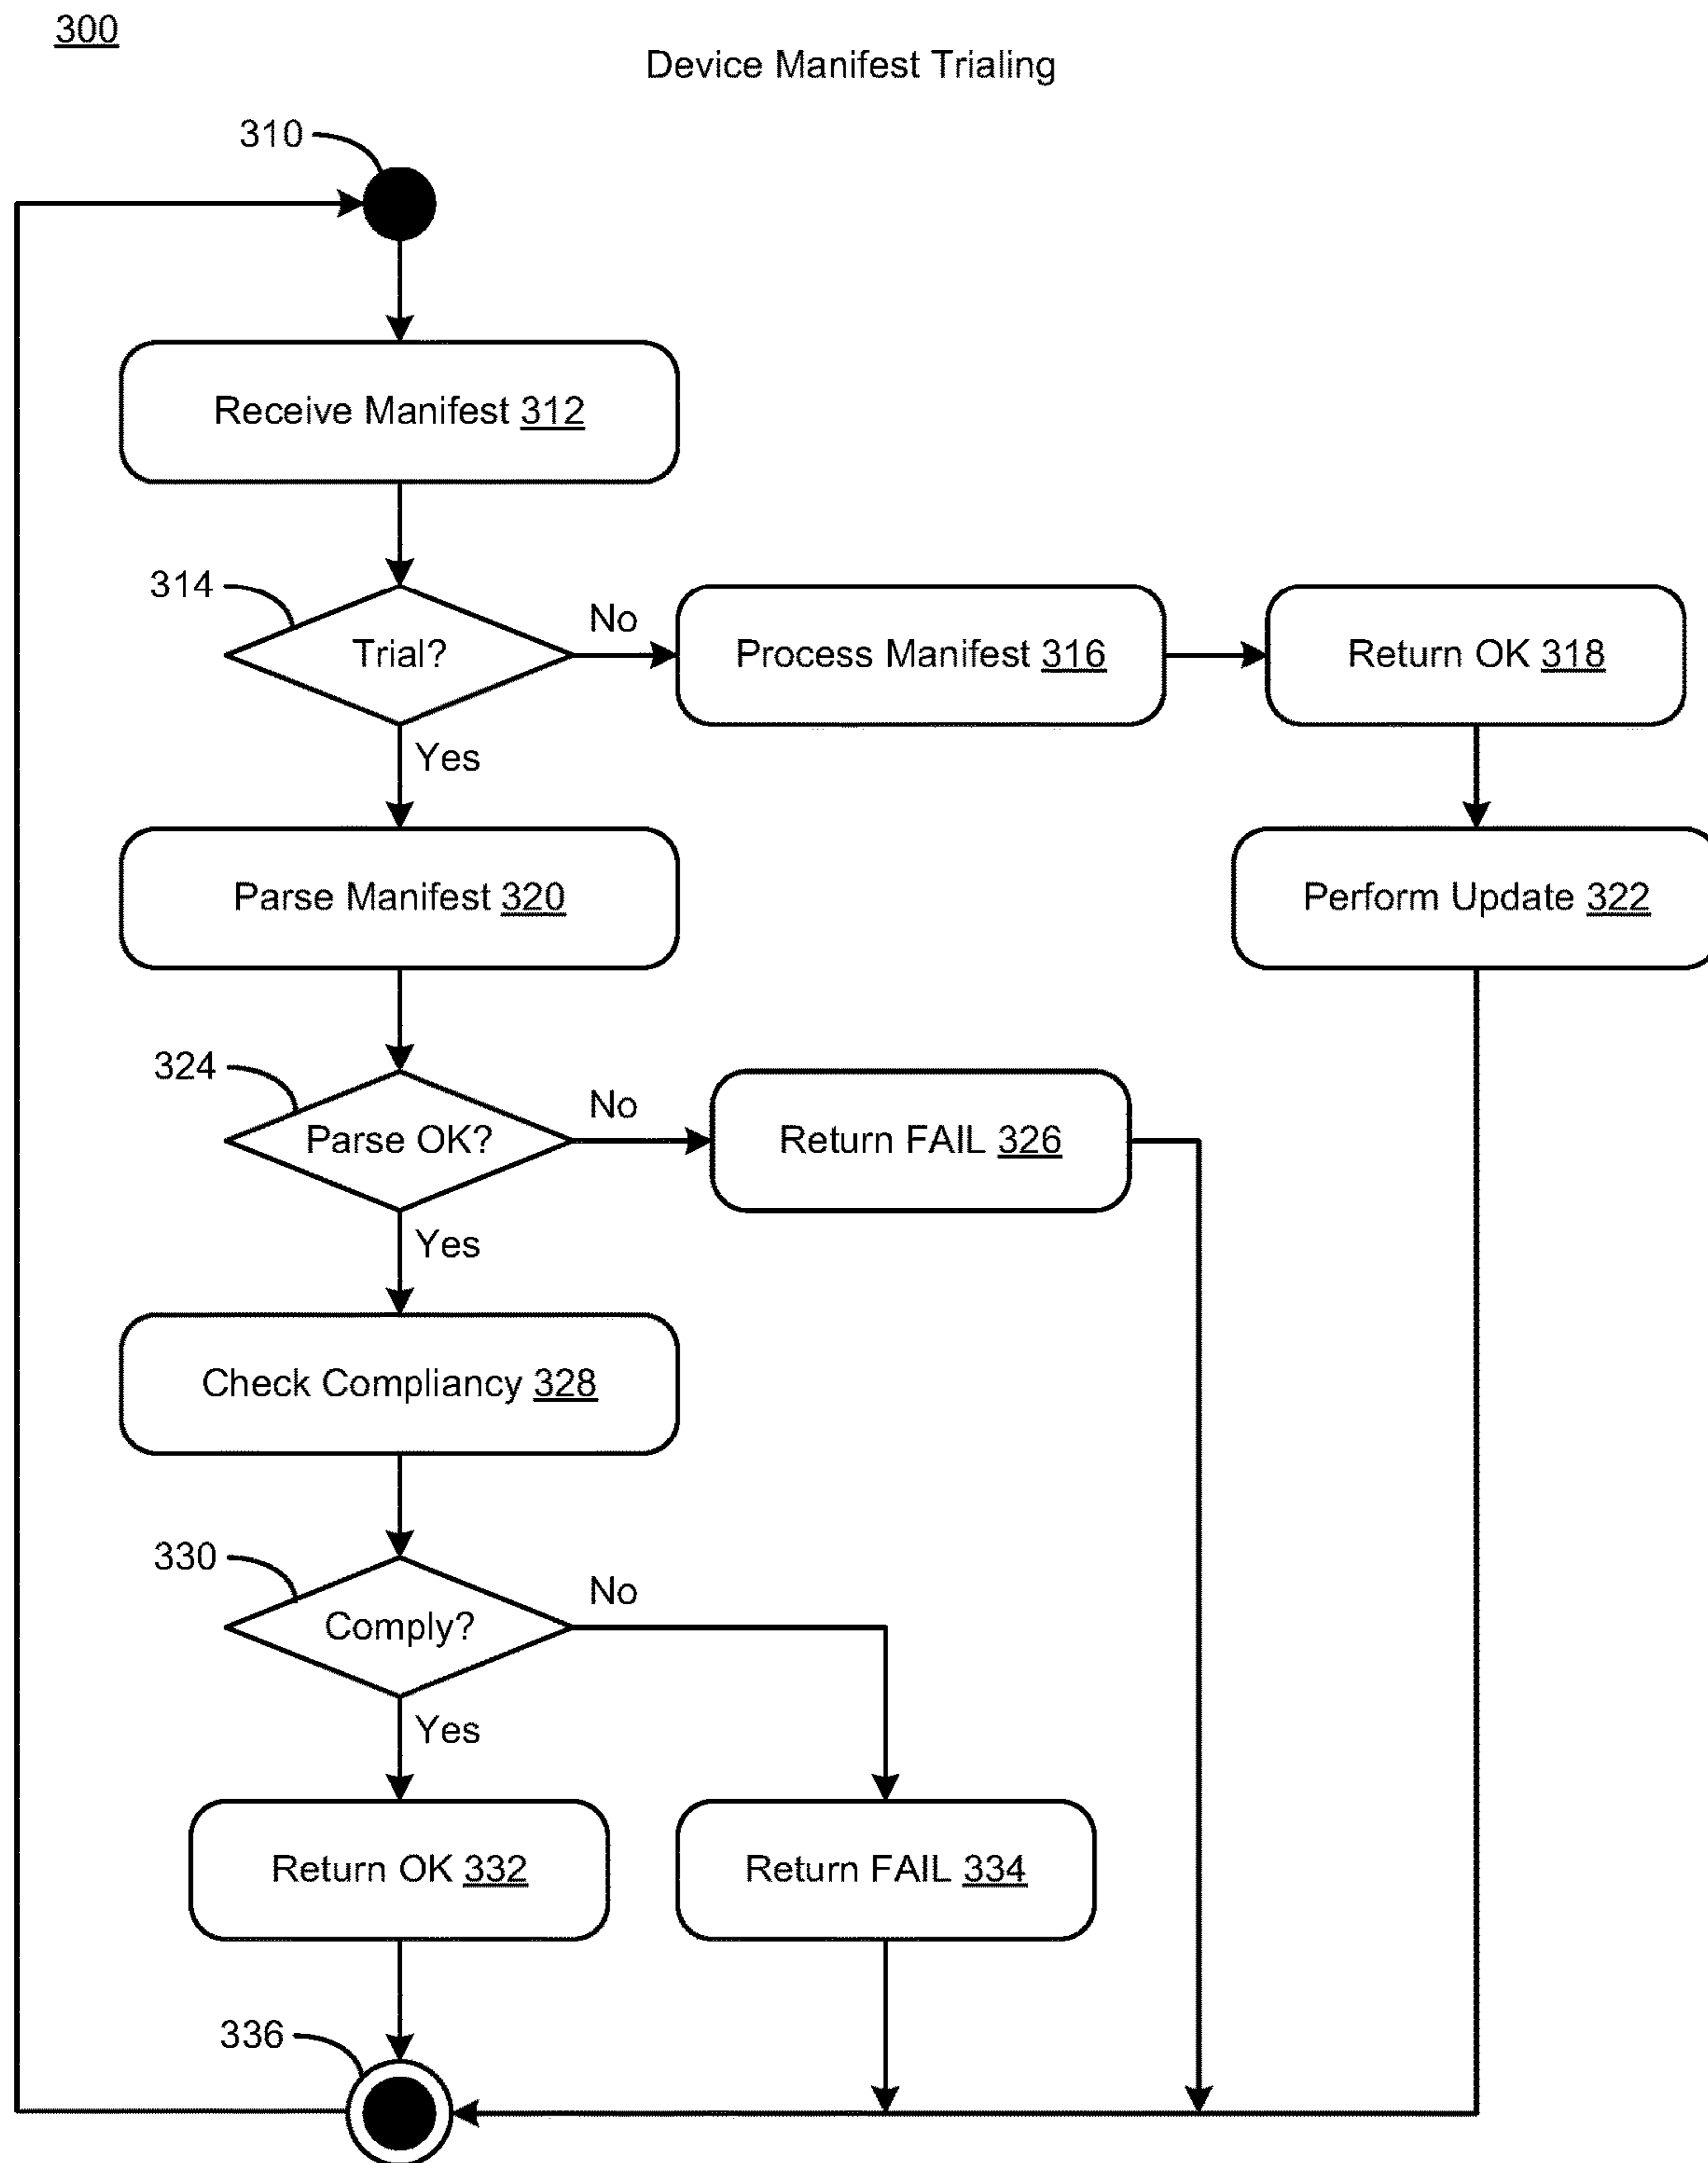 300
Device Manifest Trialing
310
Receive Manifest 312
314
Trial?
No
Process Manifest 316
Return OK 318
Yes
Parse Manifest 320
Perform Update 322
324
Parse OK?
No
Return FAIL 326
Yes
Check Compliancy 328
330
Comply?
No
Yes
Return OK 332
Return FAIL 334
336